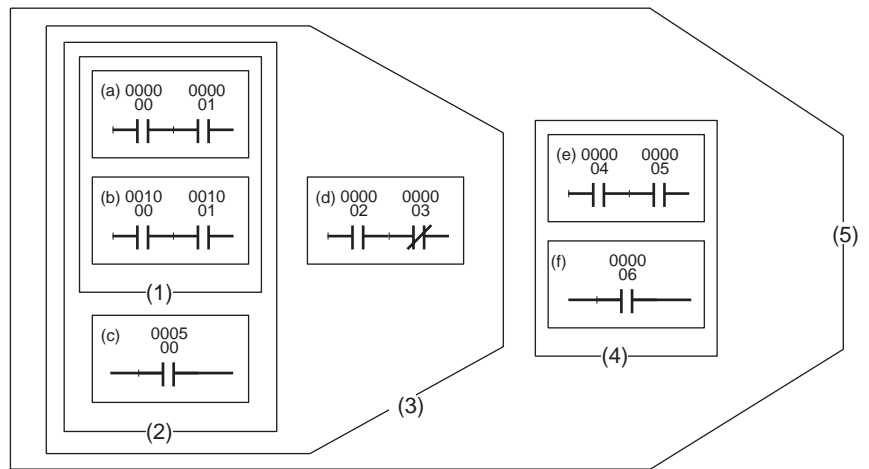 (a) 0000 0000
00 01
(b) 0010 0010
00 01
(1)
(c) 0005
00
(2)
(d) 0000 0000
02 03
(3)
(e) 0000 0000
04 05
(f) 0000
06
(4)
(5)